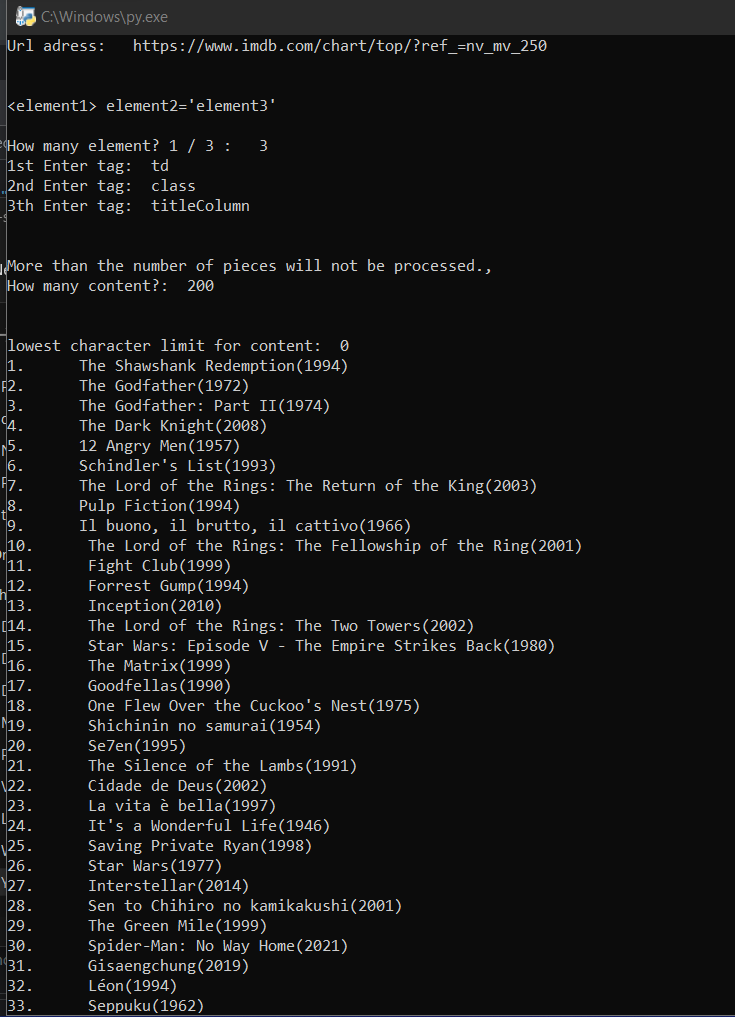 C:\Windows\py.exe
Url adress: https://www.imdb.com/chart/top/?ref_=nv_mv_250
<element1> element2='element3'
How many element? 1 / 3 : 3
1st Enter tag: td
2nd Enter tag: class
3th Enter tag: titleColumn
More than the number of pieces will not be processed.,
How many content?: 200
lowest character limit for content: 0
1. The Shawshank Redemption(1994)
2. The Godfather(1972)
3. The Godfather: Part II(1974)
4. The Dark Knight(2008)
5. 12 Angry Men(1957)
6. Schindler's List(1993)
7. The Lord of the Rings: The Return of the King(2003)
8. Pulp Fiction(1994)
9. Il buono, il brutto, il cattivo(1966)
10. The Lord of the Rings: The Fellowship of the Ring(2001)
11. Fight Club(1999)
12. Forrest Gump(1994)
13. Inception(2010)
14. The Lord of the Rings: The Two Towers(2002)
15. Star Wars: Episode V - The Empire Strikes Back(1980)
16. The Matrix(1999)
17. Goodfellas(1990)
18. One Flew Over the Cuckoo's Nest(1975)
19. Shichinin no samurai(1954)
20. Se7en(1995)
21. The Silence of the Lambs(1991)
22. Cidade de Deus(2002)
23. La vita è bella(1997)
24. It's a Wonderful Life(1946)
25. Saving Private Ryan(1998)
26. Star Wars(1977)
27. Interstellar(2014)
28. Sen to Chihiro no kamikakushi(2001)
29. The Green Mile(1999)
30. Spider-Man: No Way Home(2021)
31. Gisaengchung(2019)
32. Léon(1994)
33. Seppuku(1962)